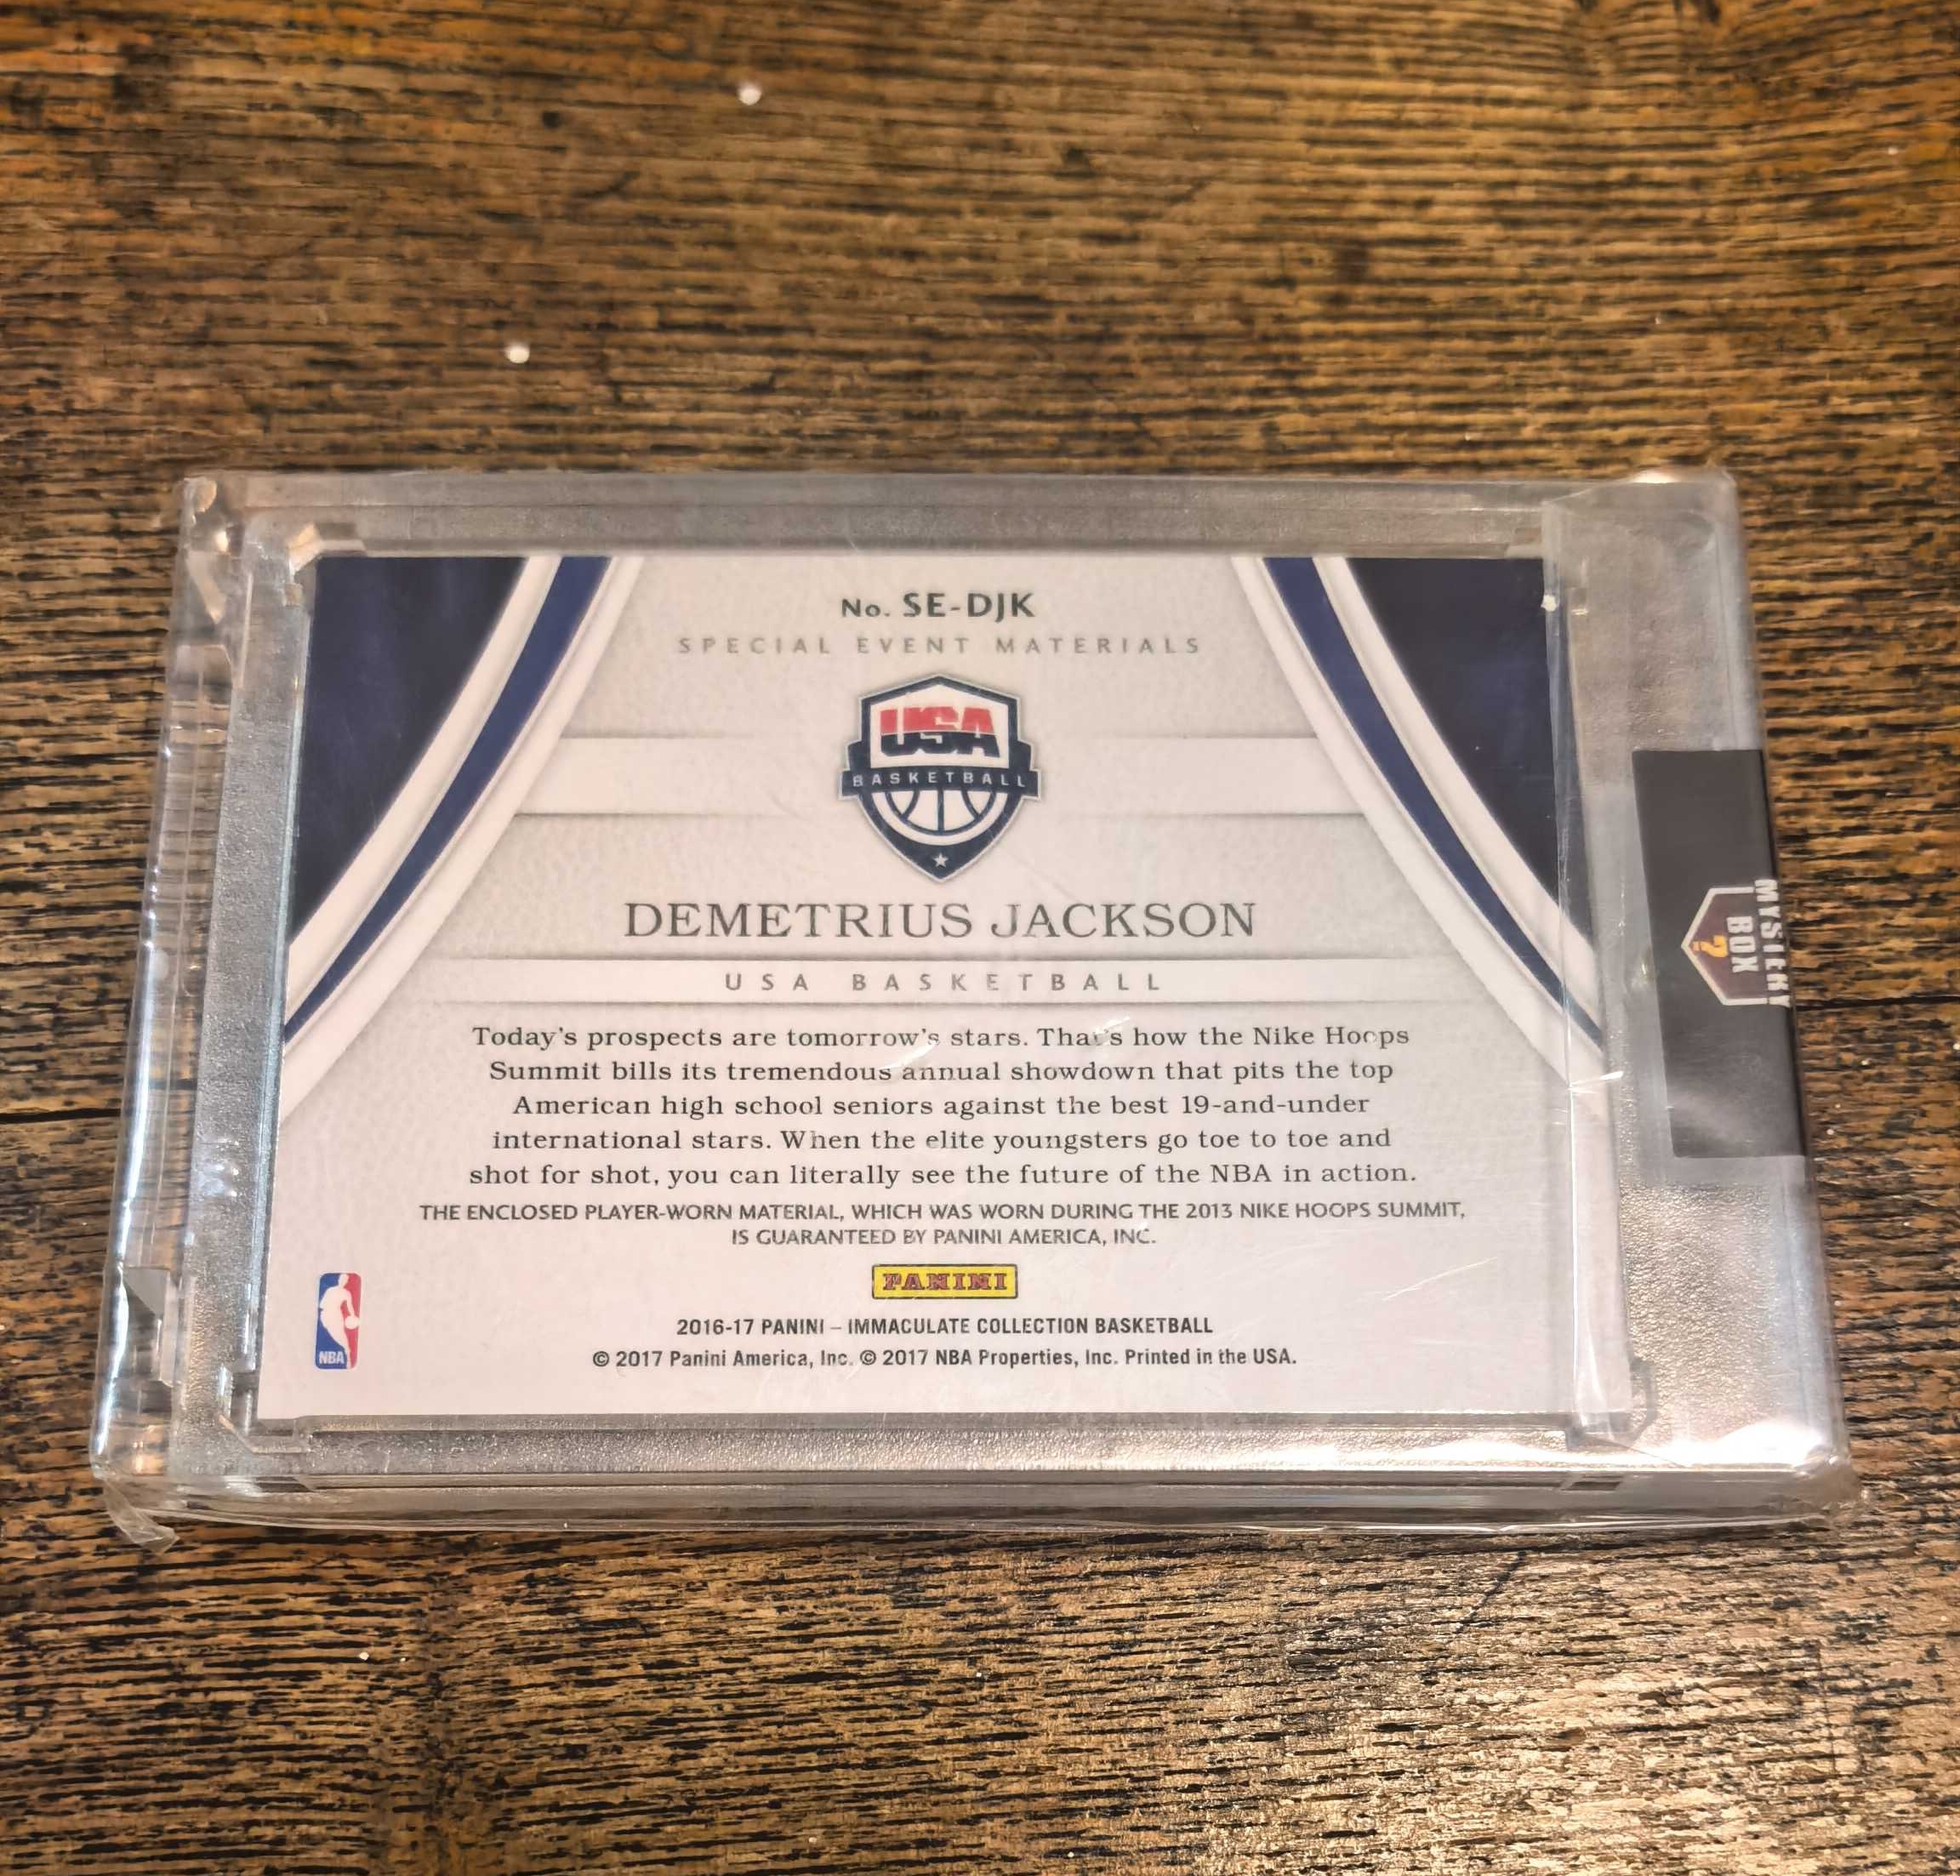 No. SE-DJK
SPECIAL EVENT MATERIALS
USA
BASKETBALL
DEMETRIUS JACKSON
USA BASKETBALL
Today's prospects are tomorrow's stars. That's how the Nike Hoops
Summit bills its tremendous annual showdown that pits the top
American high school seniors against the best 19-and-under
international stars. When the elite youngsters go toe to toe and
shot for shot, you can literally see the future of the NBA in action.
THE ENCLOSED PLAYER-WORN MATERIAL, WHICH WAS WORN DURING THE 2013 NIKE HOOPS SUMMIT,
IS GUARANTEED BY PANINI AMERICA, INC.
PANINI
2016-17 PANINI – IMMACULATE COLLECTION BASKETBALL
© 2017 Panini America, Inc. © 2017 NBA Properties, Inc. Printed in the USA.
NBA
MYSTERY
BOX
?